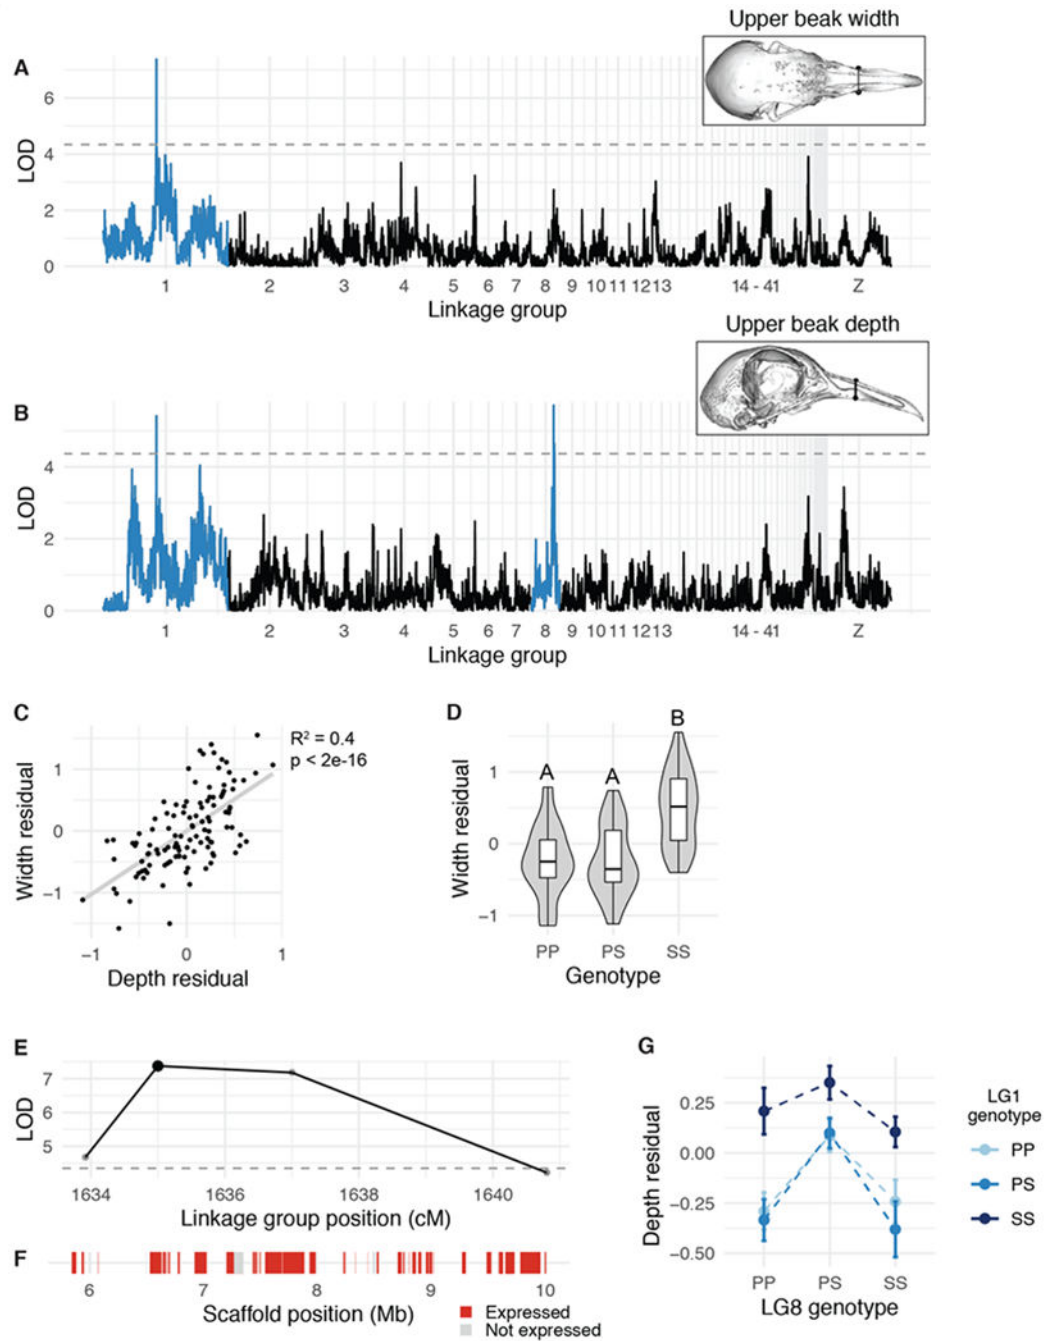 Upper beak width
A
6
4
2
0
LOD
1 2 3 4 5 6 7 8 9 10 11 12 13 14 - 41 Z
Linkage group
Upper beak depth
B
4
2
0
LOD
1 2 3 4 5 6 7 8 9 10 11 12 13 14 - 41 Z
Linkage group
C
R² = 0.4
p < 2e-16
1
0
−1
Width residual
−1 0 1
Depth residual
D
A A B
1
0
−1
Width residual
PP PS SS
Genotype
E
7
6
5
LOD
1634 1636 1638 1640
Linkage group position (cM)
F
6 7 8 9 10
Scaffold position (Mb)
Expressed
Not expressed
G
0.25
0.00
−0.25
−0.50
Depth residual
PP PS SS
LG8 genotype
LG1
genotype
PP
PS
SS